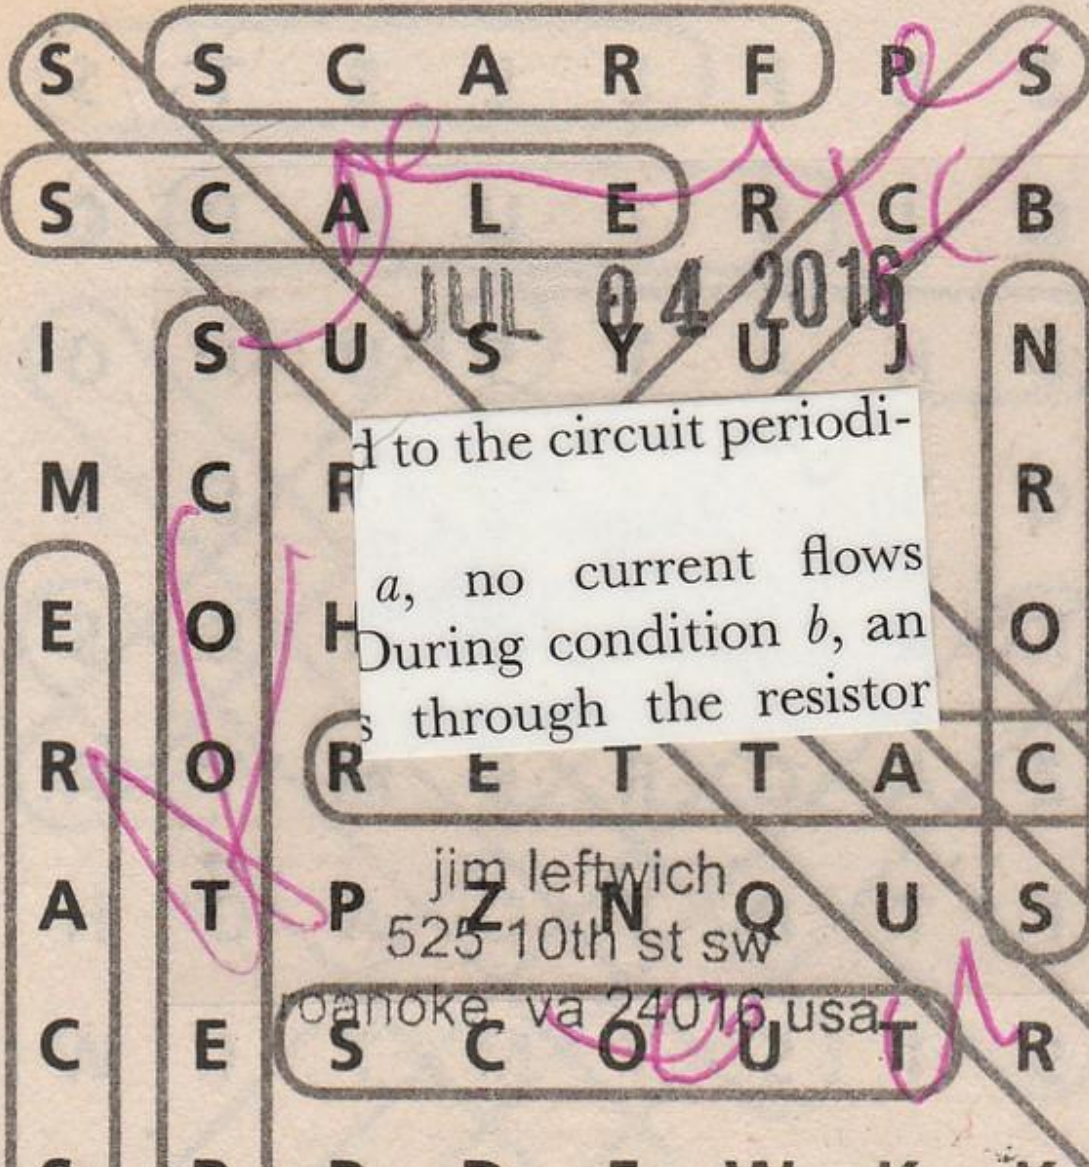 S S C A R F P S
S C A L E R C B
JUL 04 2016
I S U S Y U J N
d to the circuit periodi-
M C R R
a, no current flows
E O H O
During condition b, an
s through the resistor
R O R E T T A C
jim leftwich
A T P Z N Q U S
525 10th st sw
roanoke, va 24016 usa
C E S C O U T R